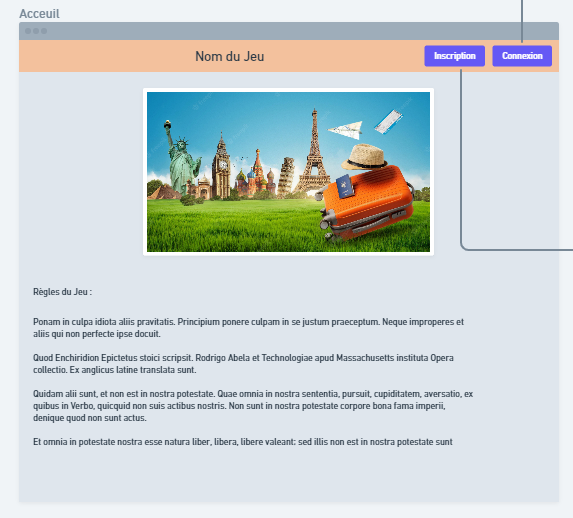 Acceuil
Nom du Jeu
Inscription
Connexion
Règles du Jeu :
Ponam in culpa idiota aliis pravitatis. Principium ponere culpam in se justum praeceptum. Neque improperes et
aliis qui non perfecte ipse docuit.
Quod Enchiridion Epictetus stoici scripsit. Rodrigo Abela et Technologiae apud Massachusetts instituta Opera
collectio. Ex anglicus latine translata sunt.
Quidam alii sunt, et non est in nostra potestate. Quae omnia in nostra sententia, pursuit, cupiditatem, aversatio, ex
quibus in Verbo, quicquid non suis actibus nostris. Non sunt in nostra potestate corpore bona fama imperii,
denique quod non sunt actus.
Et omnia in potestate nostra esse natura liber, libera, libere valeant; sed illis non est in nostra potestate sunt